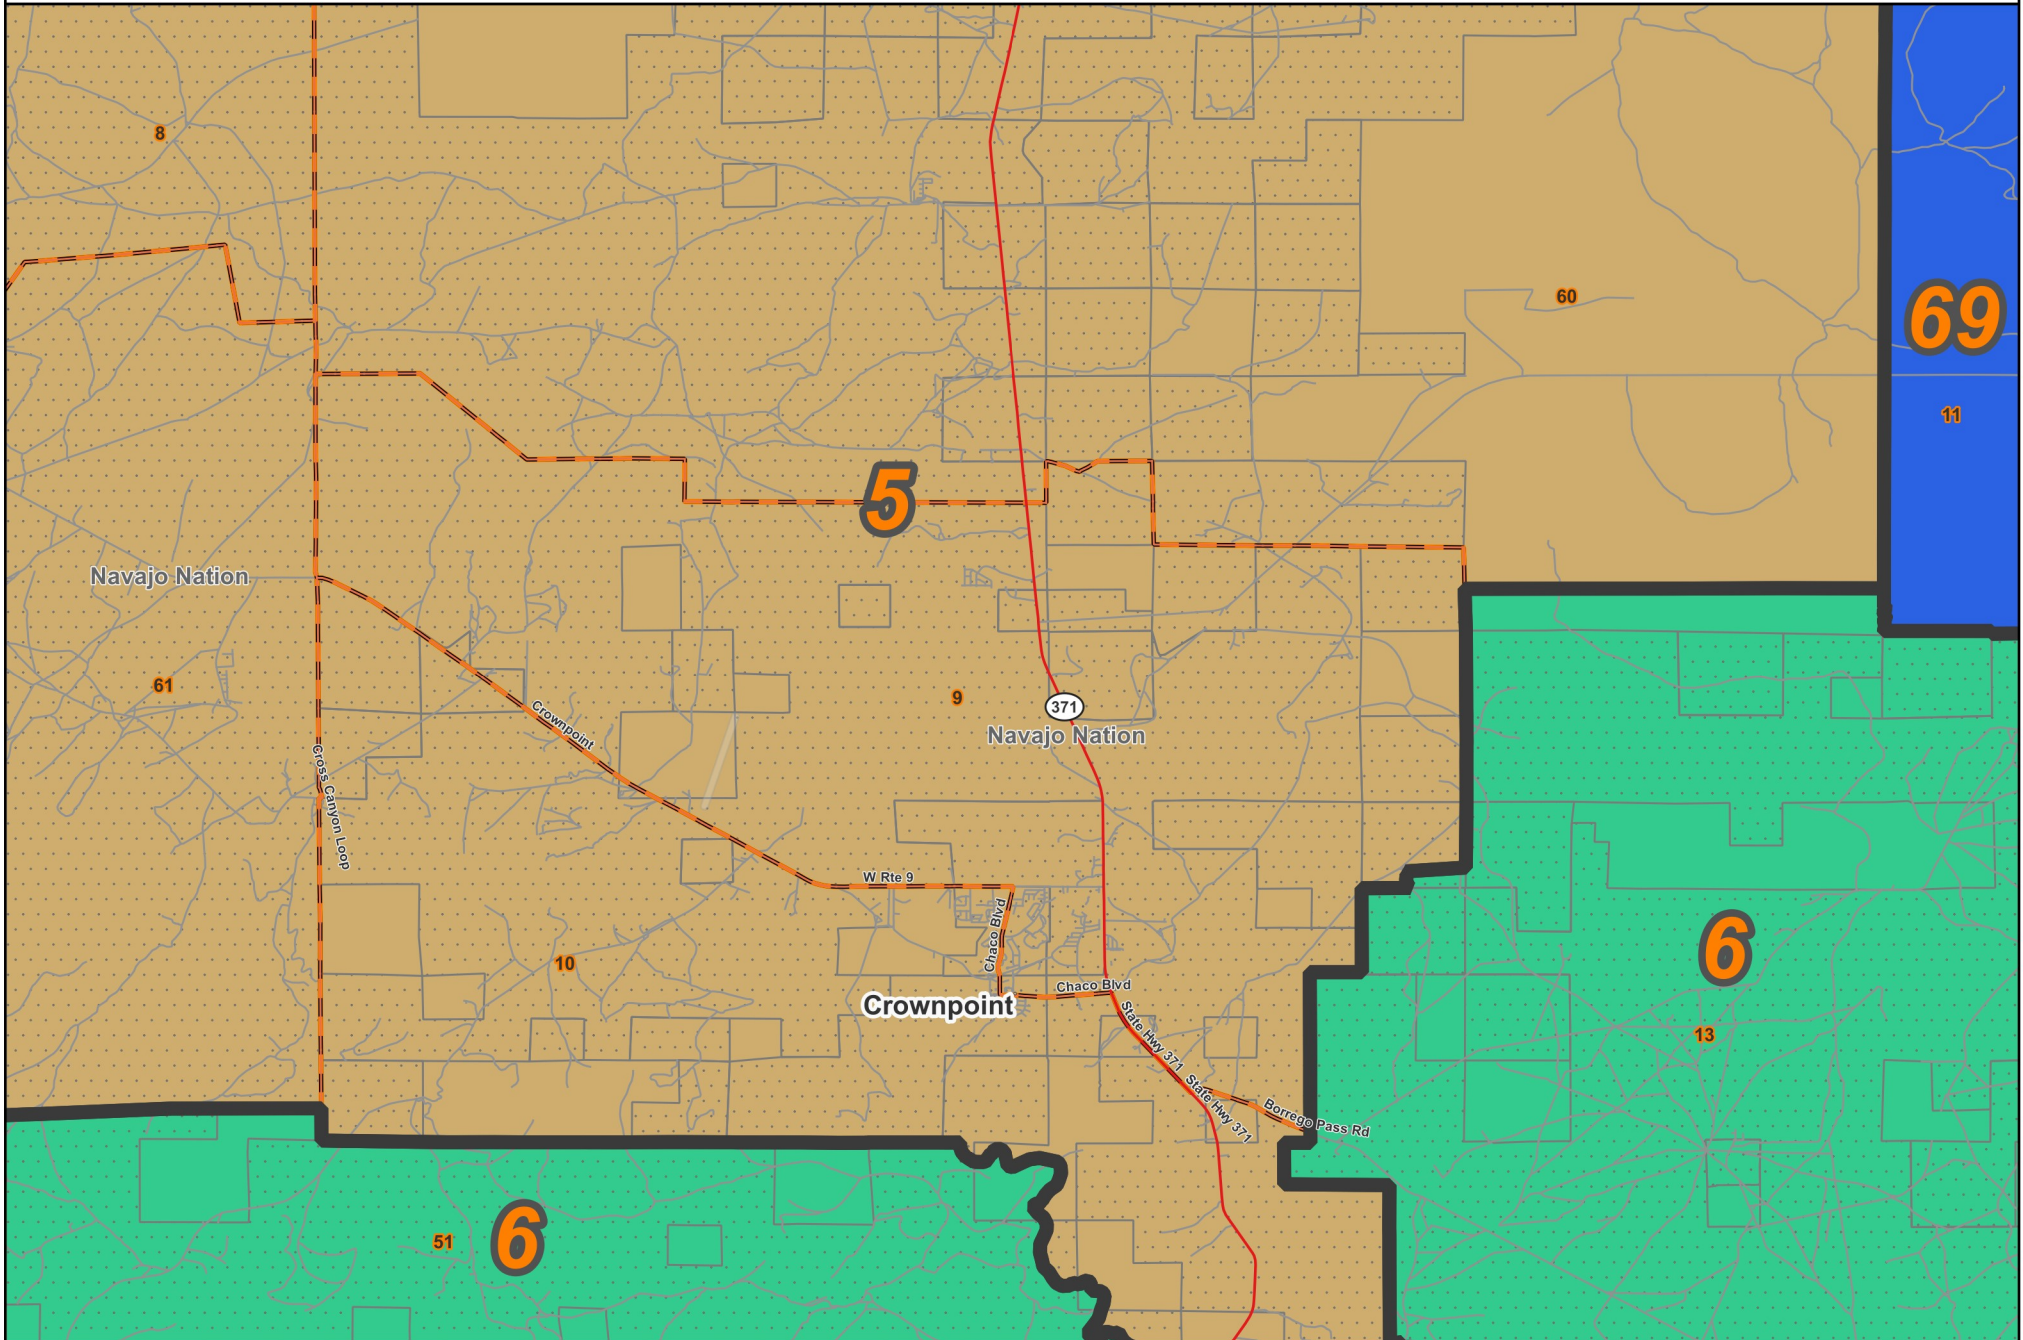 8
60
69
11
5
Navajo Nation
61
9
371
Navajo Nation
Crownpoint
Cross Canyon Loop
W Rte 9
Chaco Blvd
10
Crownpoint
Chaco Blvd
State Hwy 371
State Hwy 371
Borrego Pass Rd
6
13
51
6